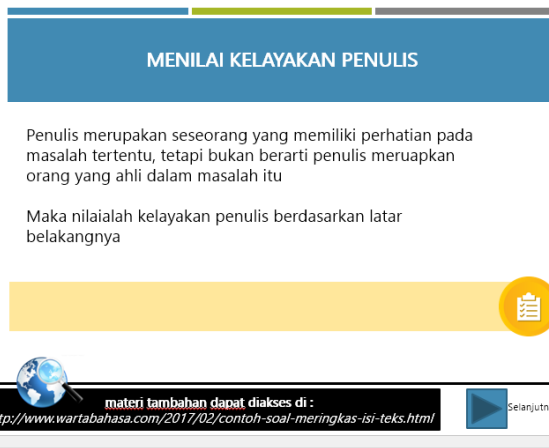 MENILAI KELAYAKAN PENULIS
Penulis merupakan seseorang yang memiliki perhatian pada
masalah tertentu, tetapi bukan berarti penulis meruapkan
orang yang ahli dalam masalah itu
Maka nilaialah kelayakan penulis berdasarkan latar
belakangnya
materi tambahan dapat diakses di :
tp://www.wartabahasa.com/2017/02/contoh-soal-meringkas-isi-teks.html
Selanjutn